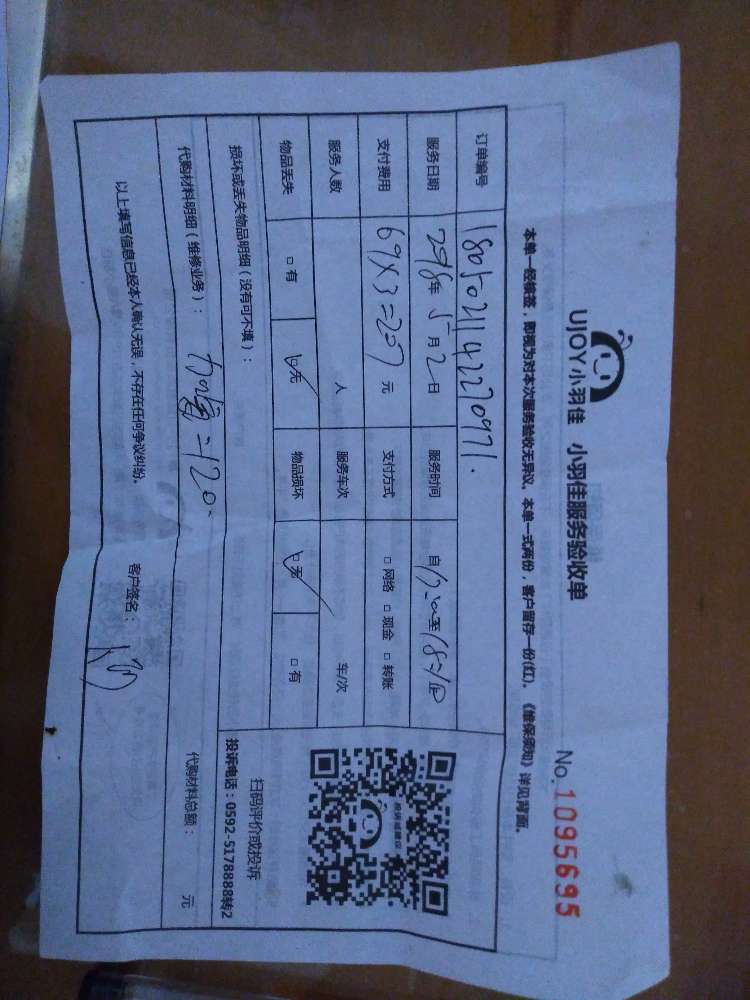 UJOY小羽佳 小羽佳服务验收单
No. 1095695
本单一经签签，即视为对本次服务验收无异议。本单一式两份，客户留存一份(红)。《维保须知》详见背面。
订单编号 1805021142270971.
服务日期 2018年5月2日 服务时间 自 至
支付费用 69X3=207元 支付方式 □网络 □现金 □转账
服务人数 人 服务车次 车/次
物品丢失 □有 □无 物品损坏 □无 □有
损坏或丢失物品明细（没有可不填）：
代购材料明细（维修业务）： =120. 代购材料总额： 元
以上填写信息已经本人确认无误，不存在任何争议纠纷。 客户签名：
投诉有建议
扫码评价或投诉
投诉电话：0592-5178888转2